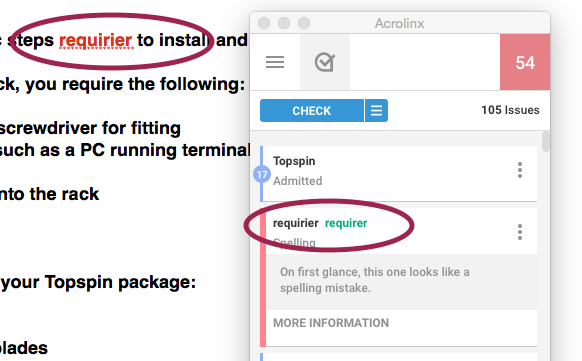 steps requirier to install and
ck, you require the following:
screwdriver for fitting
such as a PC running terminal
nto the rack
your Topspin package:
blades
Acrolinx
54
CHECK
105 Issues
17
Topspin
Admitted
requirier requirer
Spelling
On first glance, this one looks like a
spelling mistake.
MORE INFORMATION